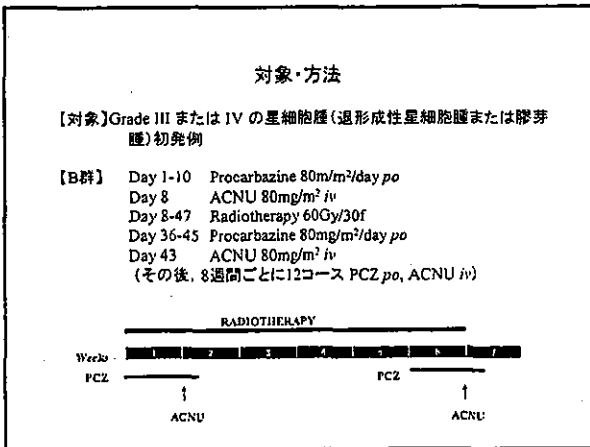 対象・方法
【対象】Grade III または IV の星細胞腫(退形成性星細胞腫または膠芽
腫)初発例
【B群】 Day 1-10 Procarbazine 80m/m²/day po
Day 8 ACNU 80mg/m² iv
Day 8-47 Radiotherapy 60Gy/30f
Day 36-45 Procarbazine 80mg/m²/day po
Day 43 ACNU 80mg/m² iv
(その後, 8週間ごとに12コース PCZ po, ACNU iv)
RADIOTHERAPY
Weeks 1 2 3 4 5 6 7
PCZ PCZ
ACNU ACNU